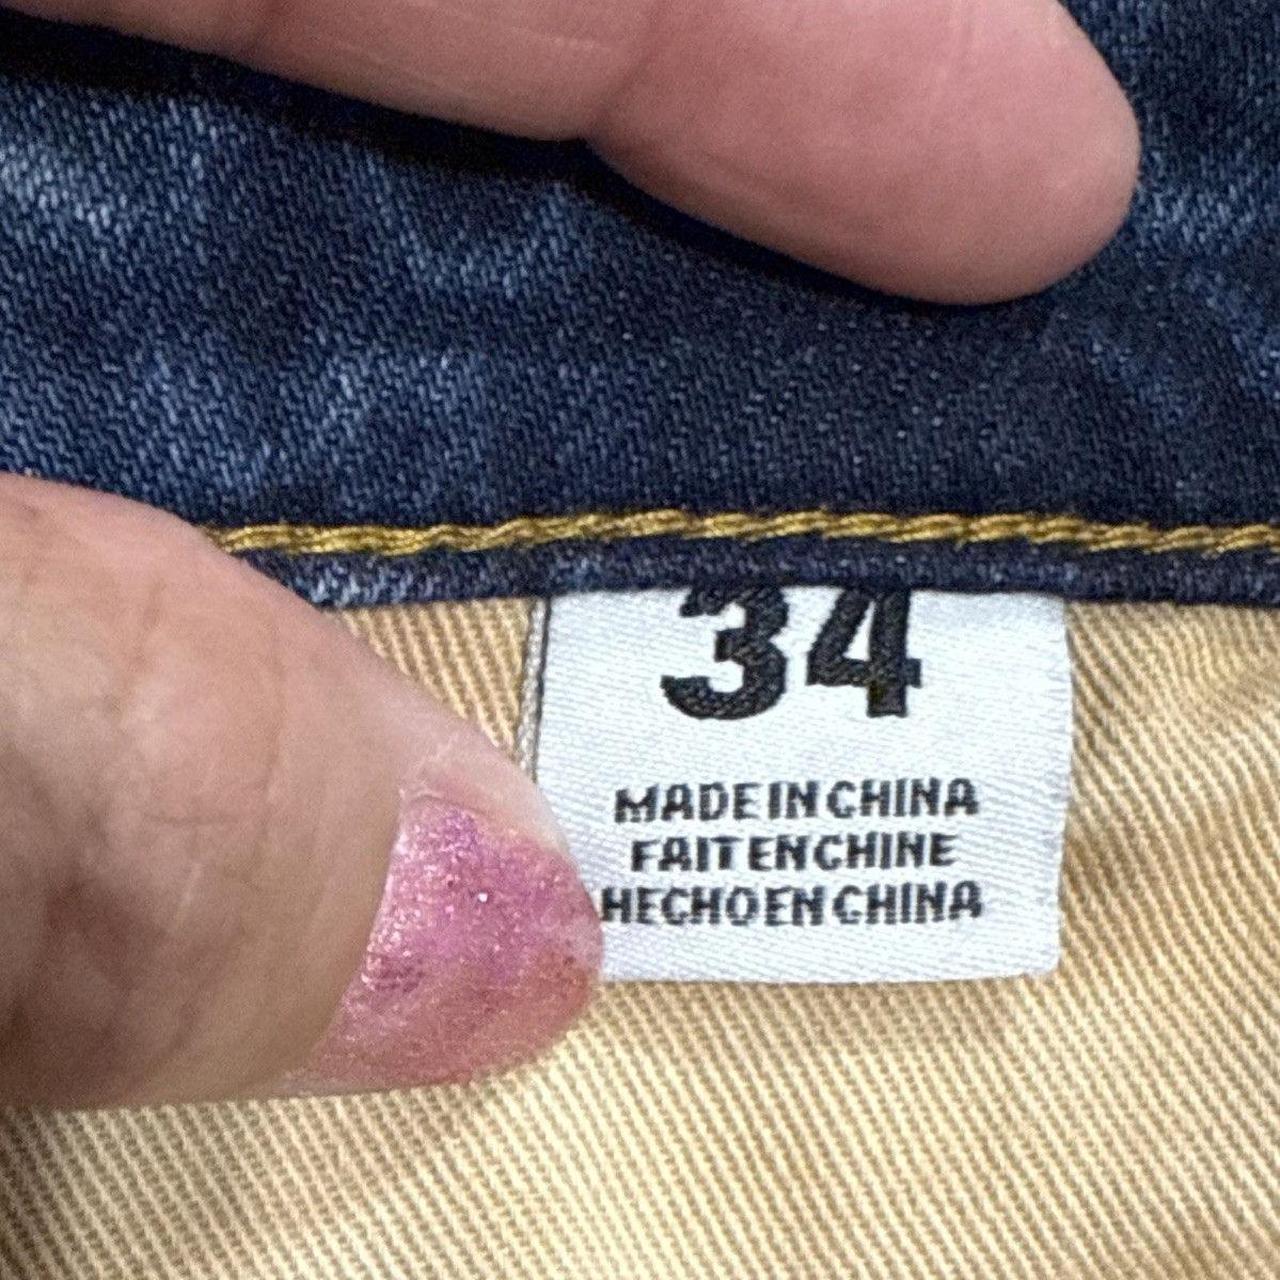 34
MADE IN CHINA
FAIT EN CHINE
HECHO EN CHINA